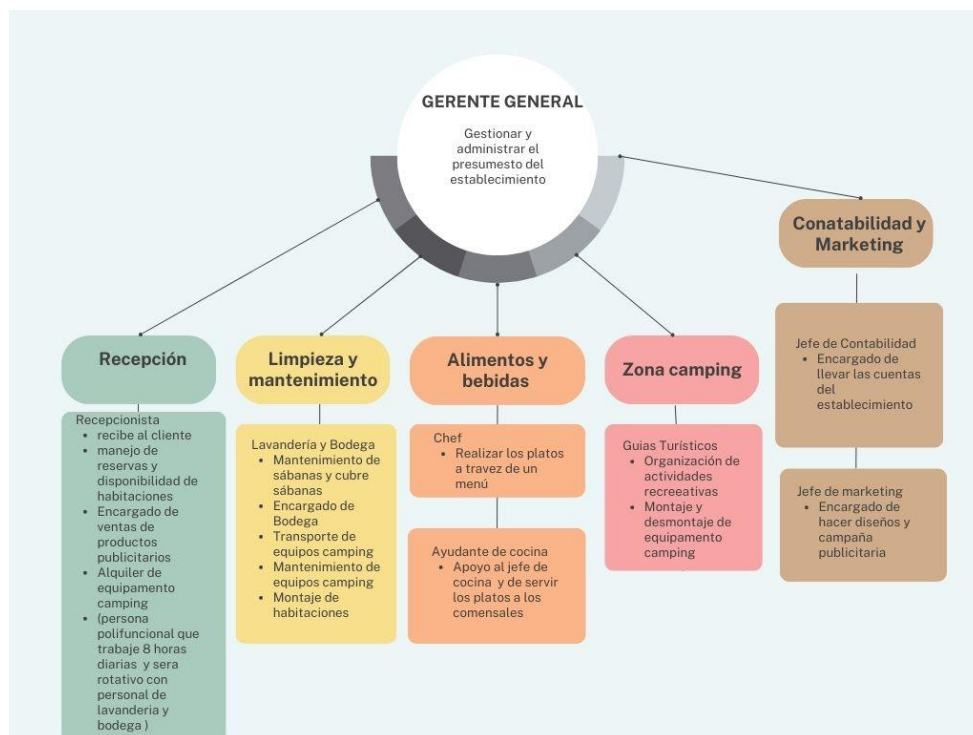 GERENTE GENERAL
Gestionar y
administrar el
presumesto del
establecimiento
Conatabilidad y
Marketing
Jefe de Contabilidad
• Encargado de
llevar las cuentas
del
establecimiento
Jefe de marketing
• Encargado de
hacer diseños y
campaña
publicitaria
Recepción
Recepcionista
• recibe al cliente
• manejo de
reservas y
disponibilidad de
habitaciones
• Encargado de
ventas de
productos
publicitarios
• Alquiler de
equipamento
camping
• (persona
polifuncional que
trabaje 8 horas
diarias y sera
rotativo con
personal de
lavanderia y
bodega )
Limpieza y
mantenimiento
Lavandería y Bodega
• Mantenimiento de
sábanas y cubre
sábanas
• Encargado de
Bodega
• Transporte de
equipos camping
• Mantenimiento de
equipos camping
• Montaje de
habitaciones
Alimentos y
bebidas
Chef
• Realizar los platos
a travez de un
menú
Ayudante de cocina
• Apoyo al jefe de
cocina y de servir
los platos a los
comensales
Zona camping
Guias Turísticos
• Organización de
actividades
recreeativas
• Montaje y
desmontaje de
equipamento
camping